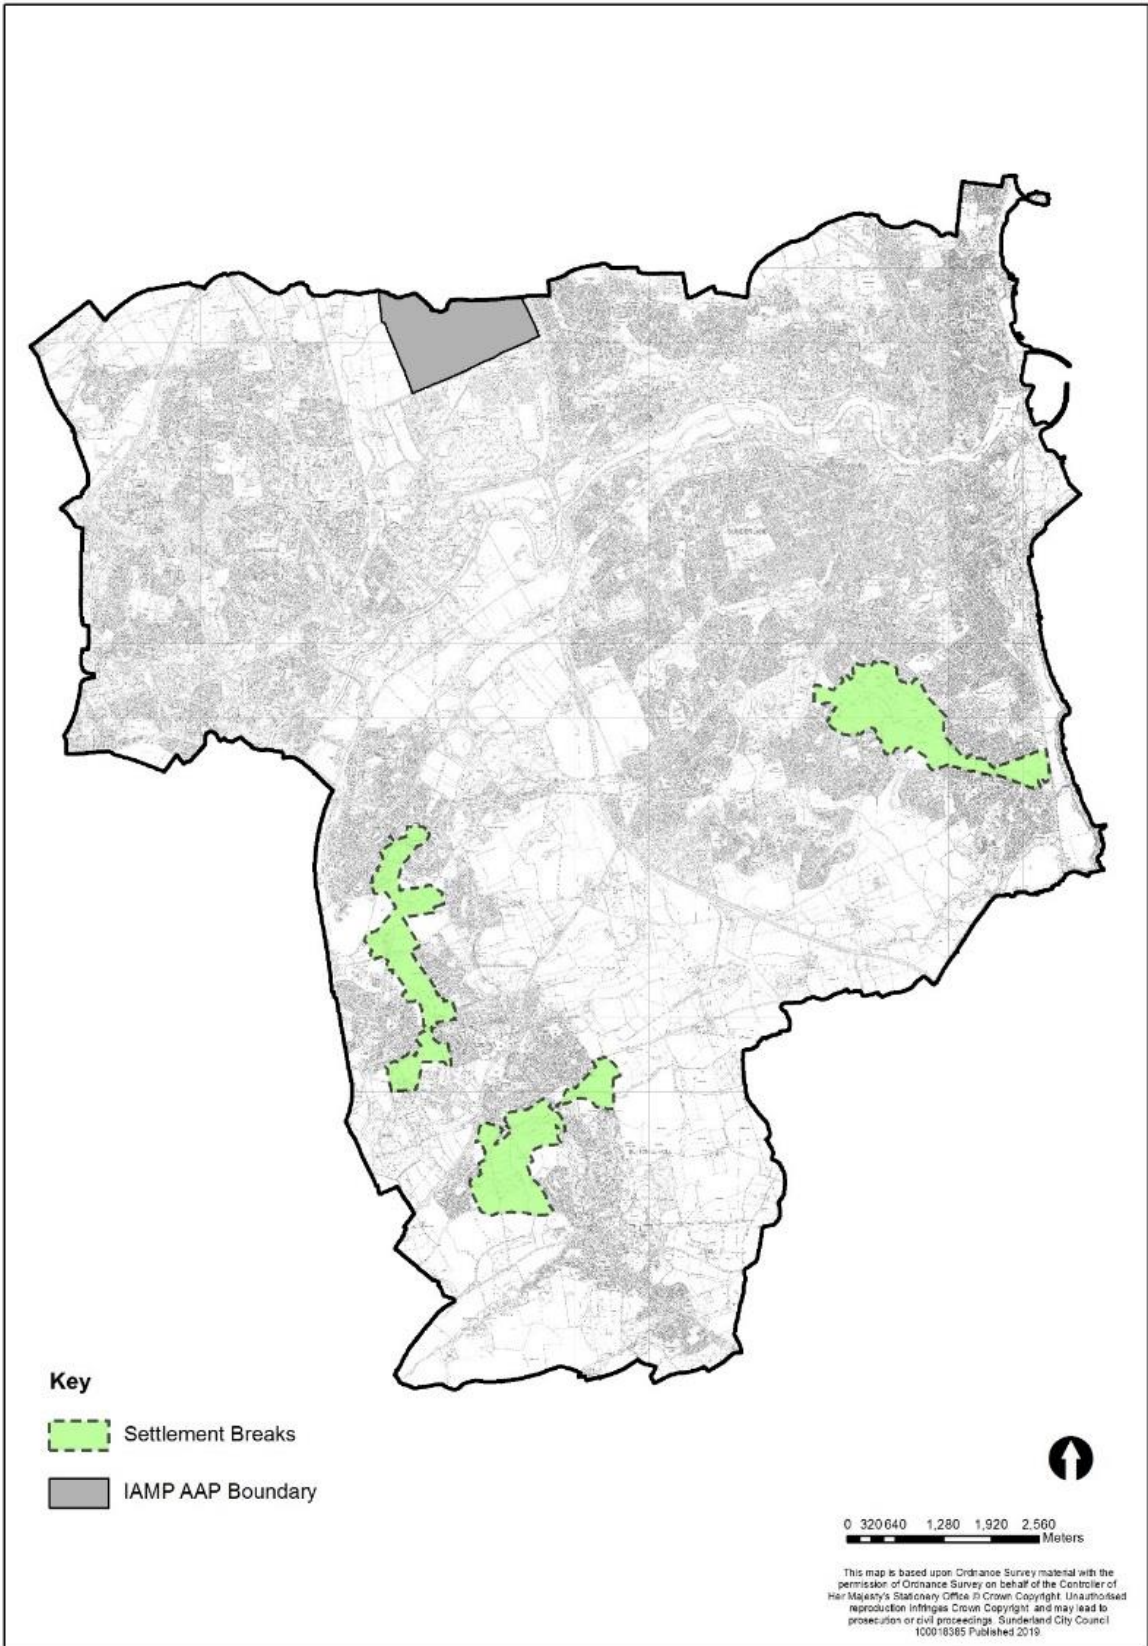 Key
Settlement Breaks
IAMP AAP Boundary
0 320 640 1,280 1,920 2,560
Meters
This map is based upon Ordnance Survey material with the
permission of Ordnance Survey on behalf of the Controller of
Her Majesty's Stationery Office © Crown Copyright. Unauthorised
reproduction infringes Crown Copyright and may lead to
prosecution or civil proceedings. Sunderland City Council
100018385 Published 2019.